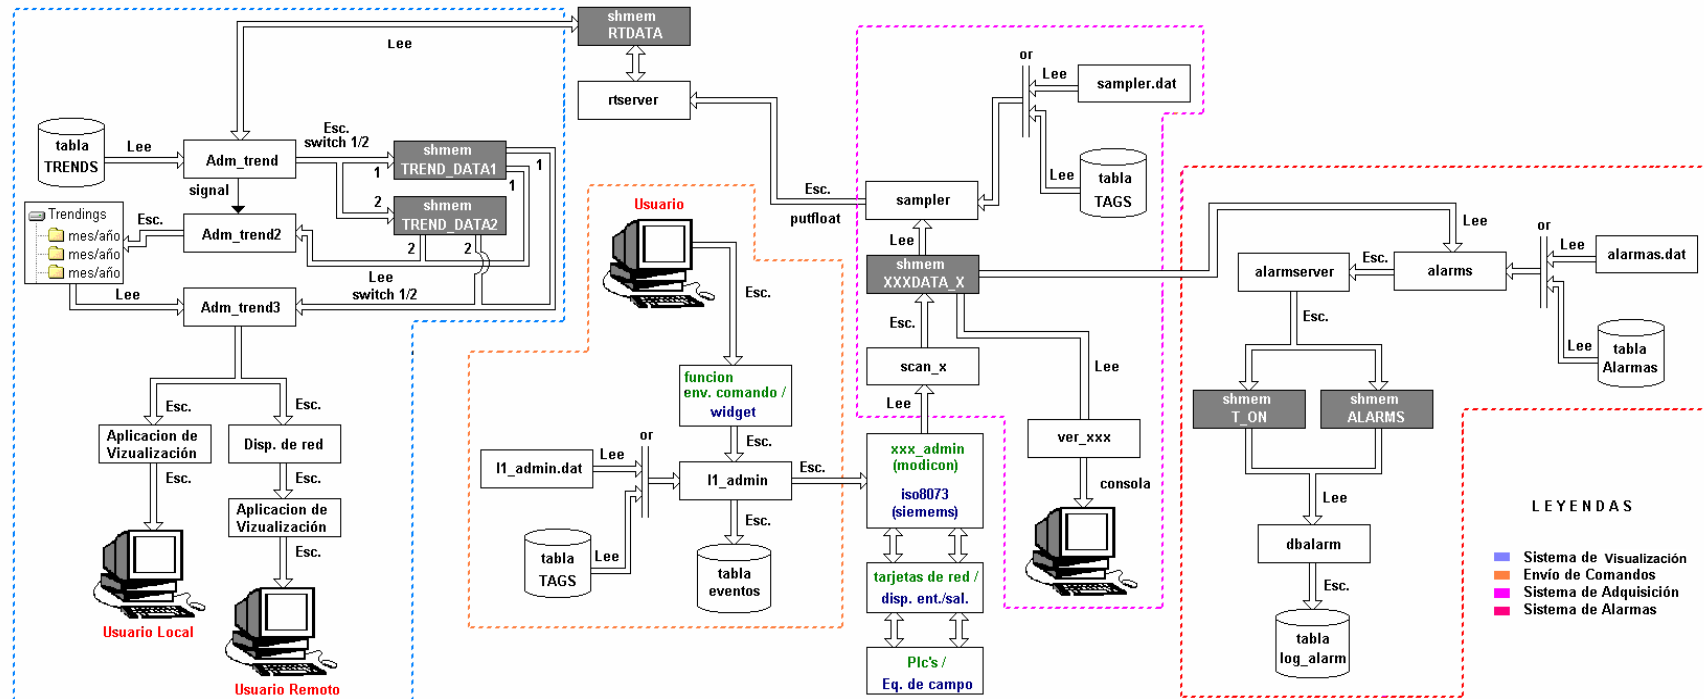 shmem
RTDATA
Lee
rtserver
tabla
TRENDS
Lee
Adm_trend
Esc.
switch 1/2
1
2
shmem
TREND_DATA1
1
1
shmem
TREND_DATA2
2
2
signal
Trendings
mes/año
mes/año
mes/año
Esc.
Adm_trend2
Lee
switch 1/2
Lee
Adm_trend3
Esc.
Esc.
Aplicacion de
Vizualización
Disp. de red
Esc.
Esc.
Aplicacion de
Vizualización
Esc.
Usuario Local
Usuario Remoto
Usuario
Esc.
funcion
env. comando /
widget
Esc.
or
l1_admin.dat
Lee
l1_admin
Esc.
tabla
TAGS
Lee
Esc.
tabla
eventos
or
Lee
sampler.dat
Lee
tabla
TAGS
Esc.
putfloat
sampler
Lee
shmem
XXXDATA_X
Esc.
scan_x
Lee
Lee
xxx_admin
(modicon)
iso8073
(siemems)
ver_xxx
consola
tarjetas de red /
disp. ent./sal.
Plc's /
Eq. de campo
Lee
or
Lee
alarmas.dat
alarmserver
Esc.
alarms
Lee
tabla
Alarmas
Esc.
shmem
T_ON
shmem
ALARMS
Lee
dbalarm
Esc.
tabla
log_alarm
LEYENDAS
Sistema de Visualización
Envío de Comandos
Sistema de Adquisición
Sistema de Alarmas